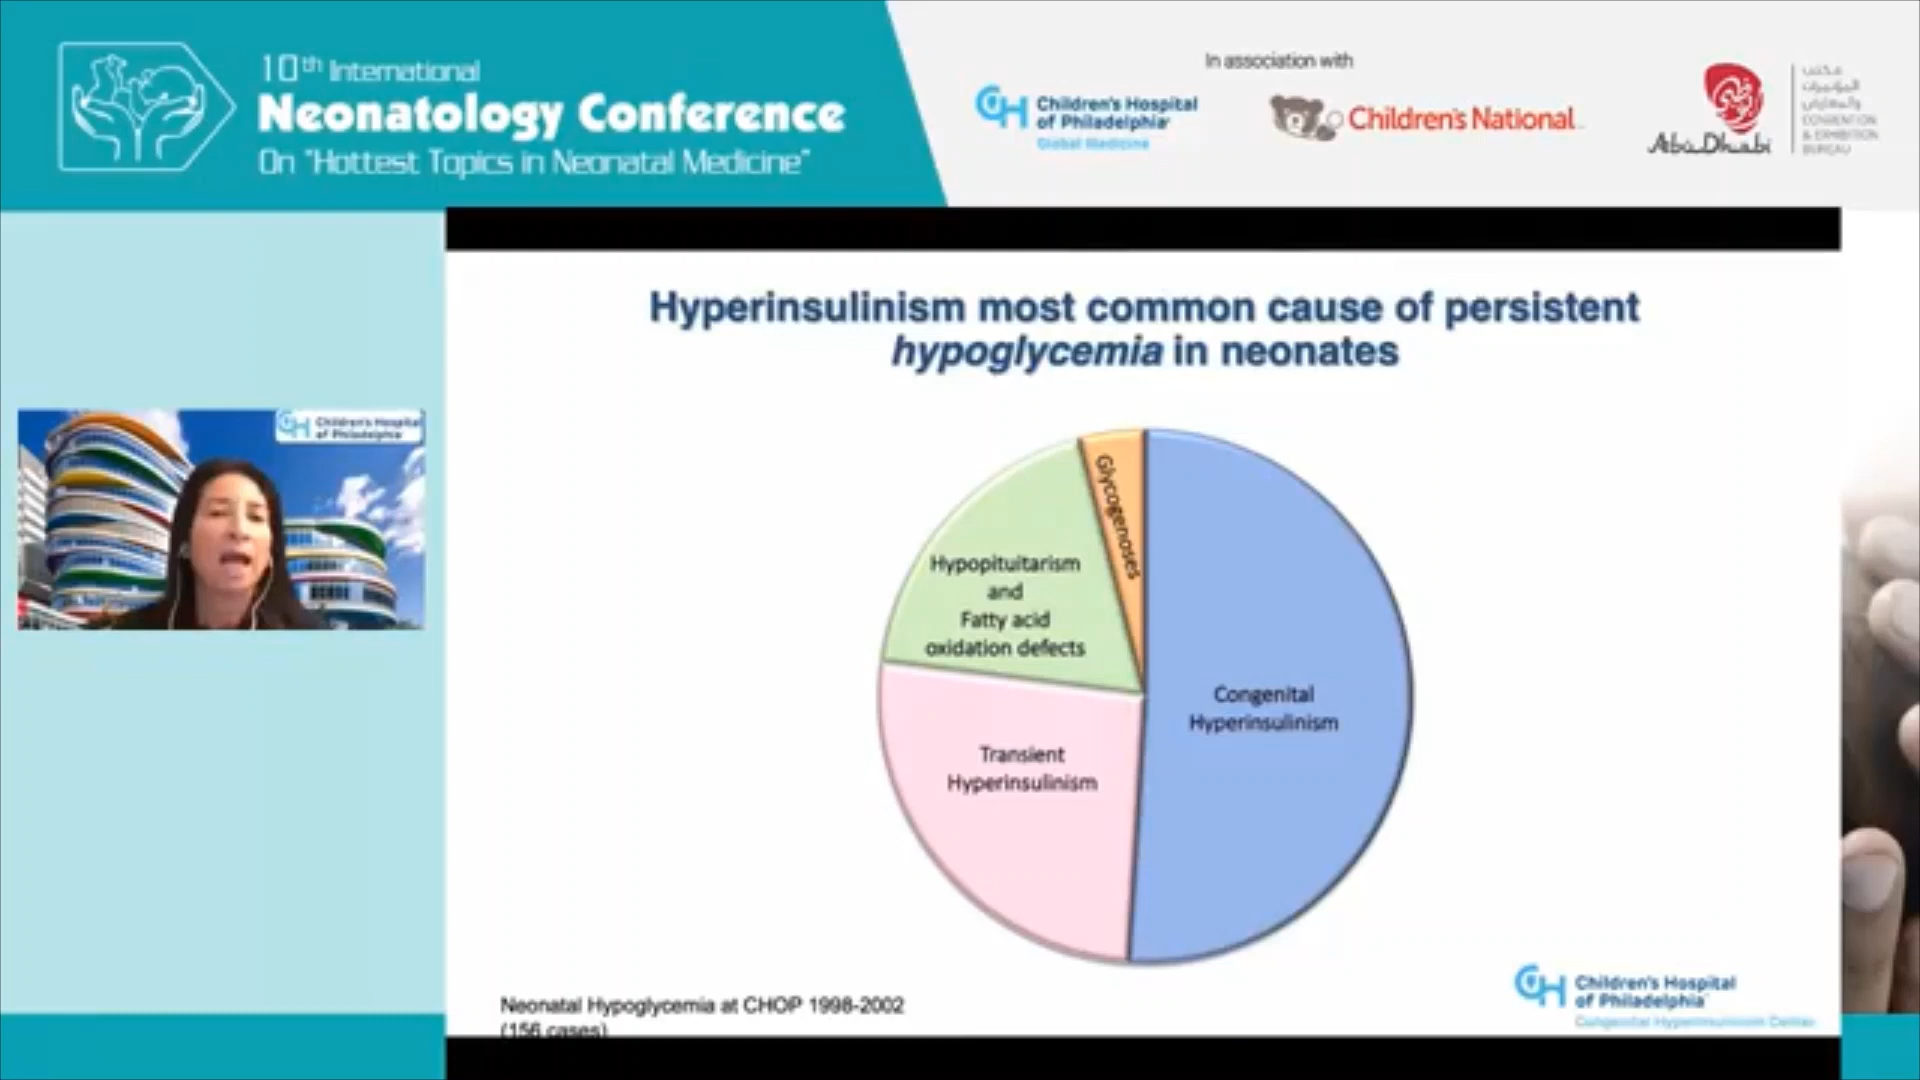 10th International
Neonatology Conference
On "Hottest Topics in Neonatal Medicine"
In association with
Children's Hospital
of Philadelphia
Global Medicine
Children's National
Abu Dhabi
مكتب
المؤتمرات
والمعارض
CONVENTION
& EXHIBITION
BUREAU
Hyperinsulinism most common cause of persistent
hypoglycemia in neonates
Children's Hospital
of Philadelphia
Glycogenoses
Hypopituitarism
and
Fatty acid
oxidation defects
Congenital
Hyperinsulinism
Transient
Hyperinsulinism
Neonatal Hypoglycemia at CHOP 1998-2002
(156 cases)
Children's Hospital
of Philadelphia
Congenital Hyperinsulinism Center